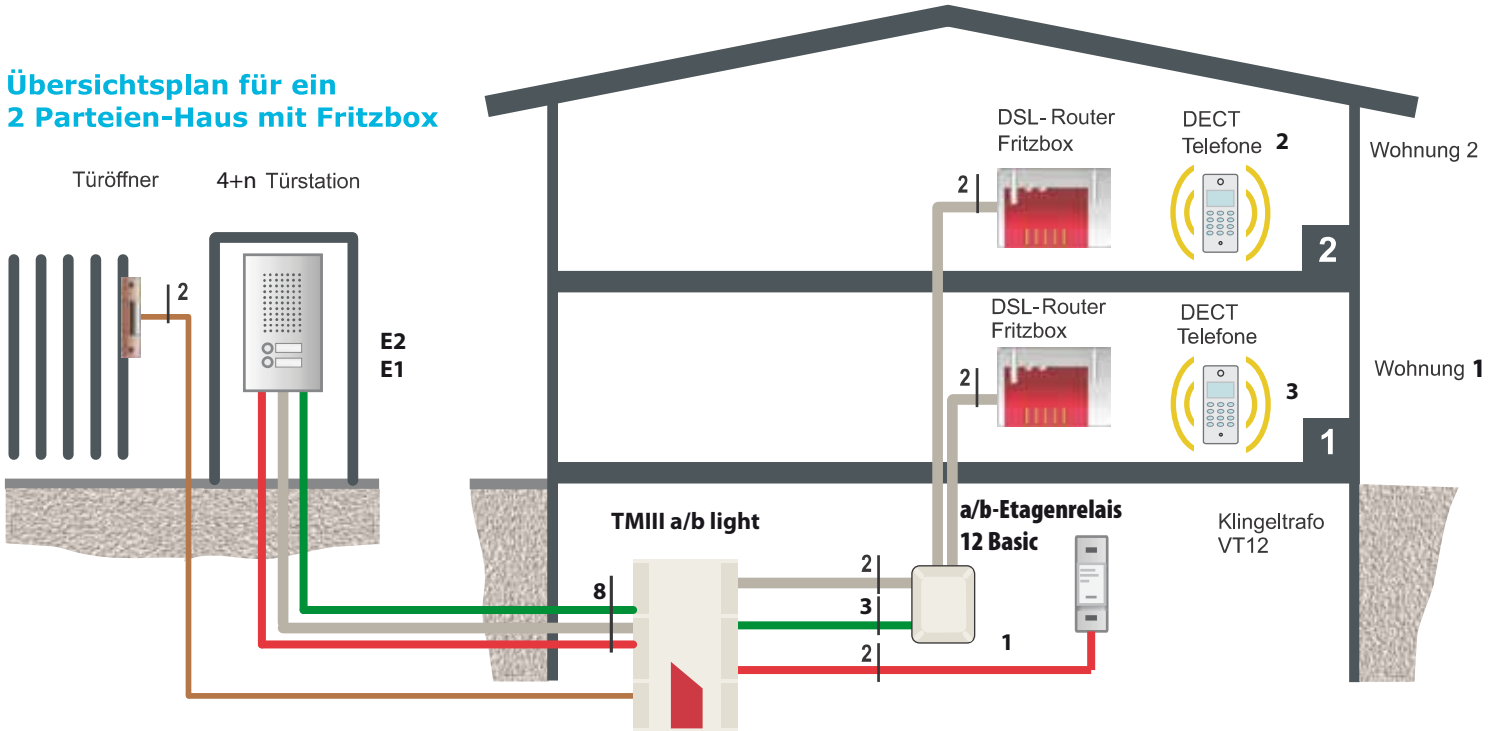 Übersichtsplan für ein
2 Parteien-Haus mit Fritzbox
Türöffner
4+n Türstation
2
E2
E1
DSL-Router
Fritzbox
2
DECT
Telefone 2
Wohnung 2
2
DSL-Router
Fritzbox
2
DECT
Telefone
3
Wohnung 1
1
TMIII a/b light
a/b-Etagenrelais
12 Basic
Klingeltrafo
VT12
8
2
3
2
1